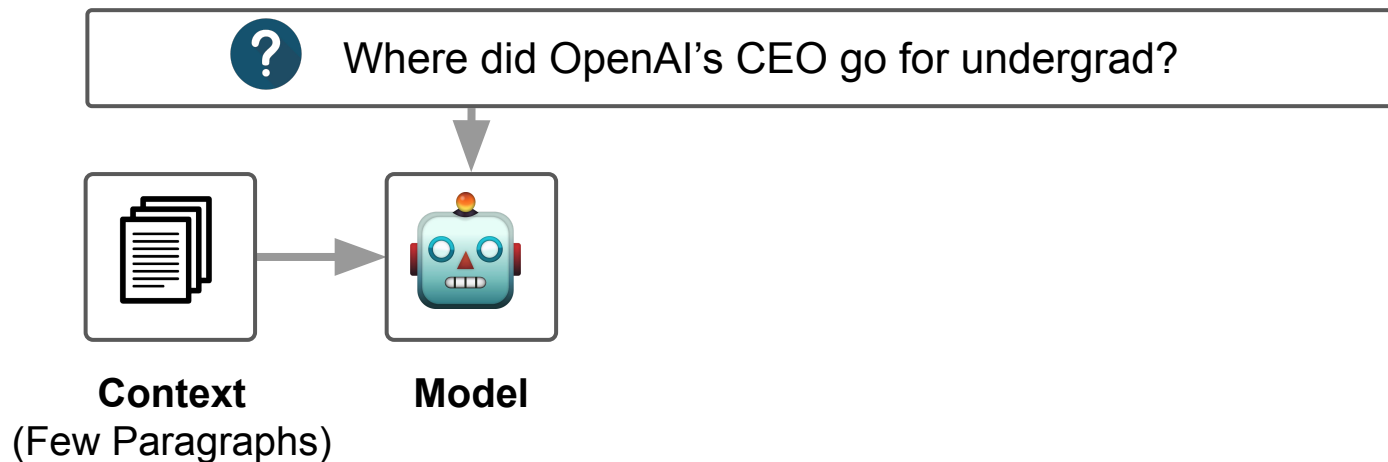 ? Where did OpenAI’s CEO go for undergrad?
Context
(Few Paragraphs)
Model